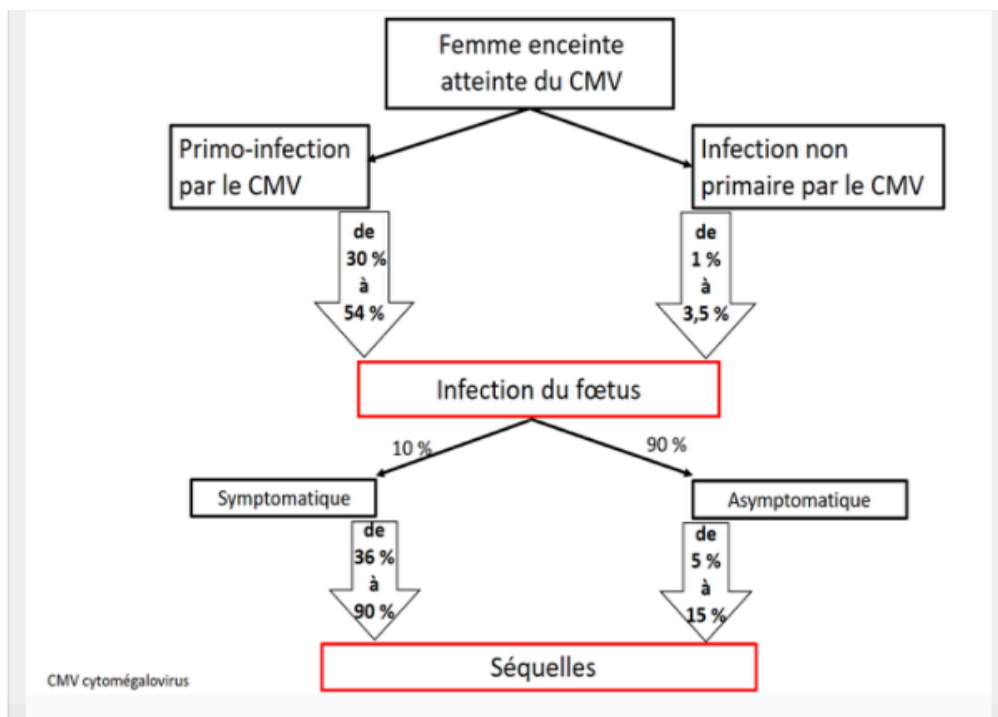 Femme enceinte
atteinte du CMV
Primo-infection
par le CMV
Infection non
primaire par le CMV
de
30 %
à
54 %
de
1 %
à
3,5 %
Infection du fœtus
10 %
90 %
Symptomatique
Asymptomatique
de
36 %
à
90 %
de
5 %
à
15 %
Séquelles
CMV cytomégalovirus